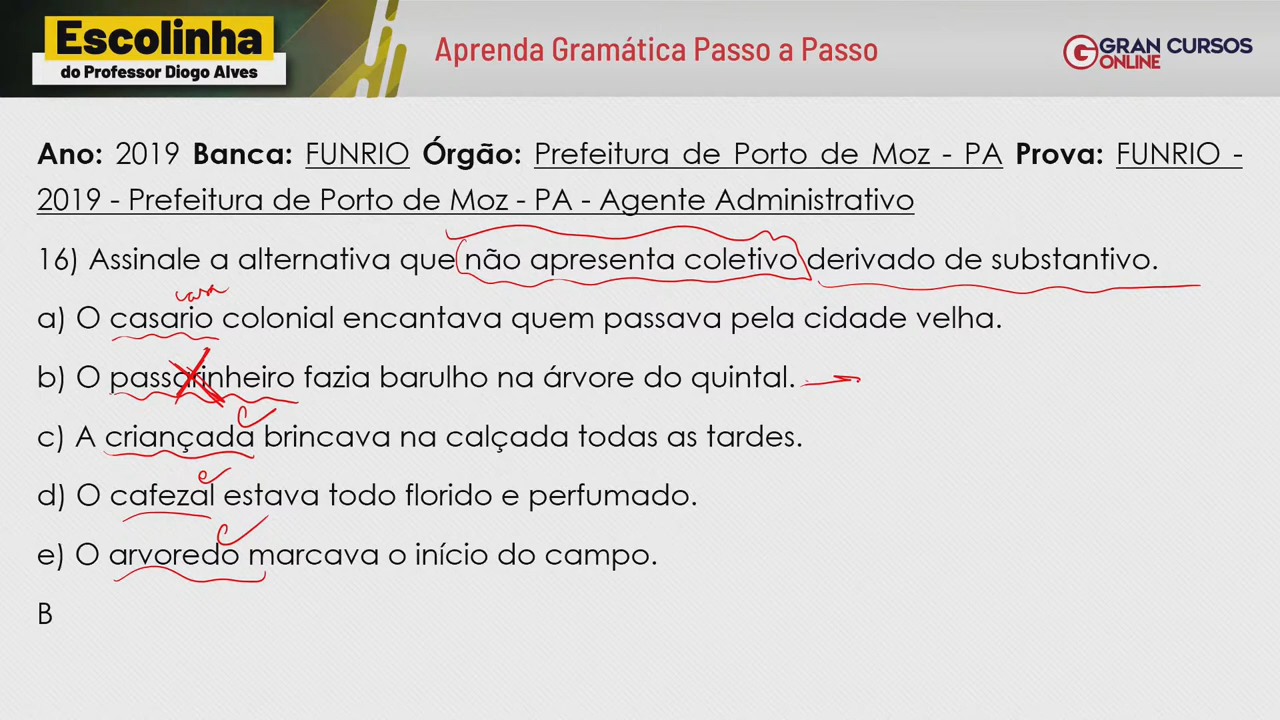 Escolinha
do Professor Diogo Alves
Aprenda Gramática Passo a Passo
GRAN CURSOS
ONLINE
Ano: 2019 Banca: FUNRIO Órgão: Prefeitura de Porto de Moz - PA Prova: FUNRIO -
2019 - Prefeitura de Porto de Moz - PA - Agente Administrativo
16) Assinale a alternativa que não apresenta coletivo derivado de substantivo.
casa
a) O casario colonial encantava quem passava pela cidade velha.
b) O passarinheiro fazia barulho na árvore do quintal.
c) A criançada brincava na calçada todas as tardes.
d) O cafezal estava todo florido e perfumado.
e) O arvoredo marcava o início do campo.
B